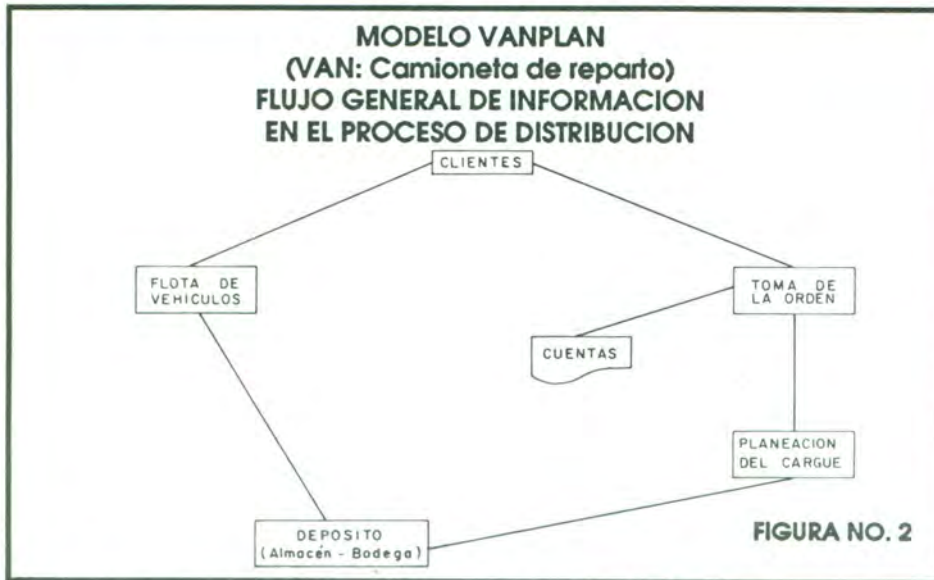 MODELO VANPLAN
(VAN: Camioneta de reparto)
FLUJO GENERAL DE INFORMACION
EN EL PROCESO DE DISTRIBUCION
CLIENTES
FLOTA DE
VEHICULOS
TOMA DE
LA ORDEN
CUENTAS
PLANEACION
DEL CARGUE
DEPOSITO
(Almacén - Bodega)
FIGURA NO. 2